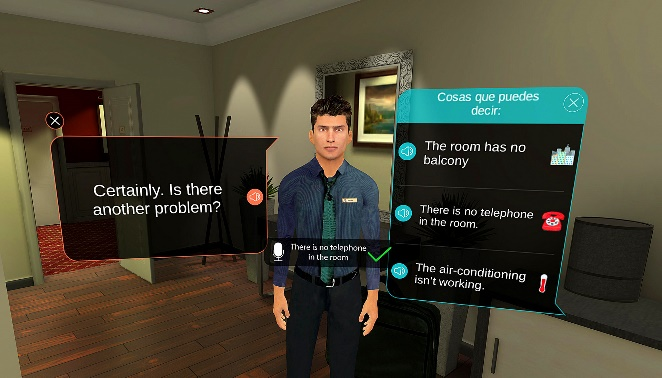 Certainly. Is there
another problem?
There is no telephone
in the room
Cosas que puedes
decir:
The room has no
balcony
There is no telephone
in the room.
The air-conditioning
isn't working.